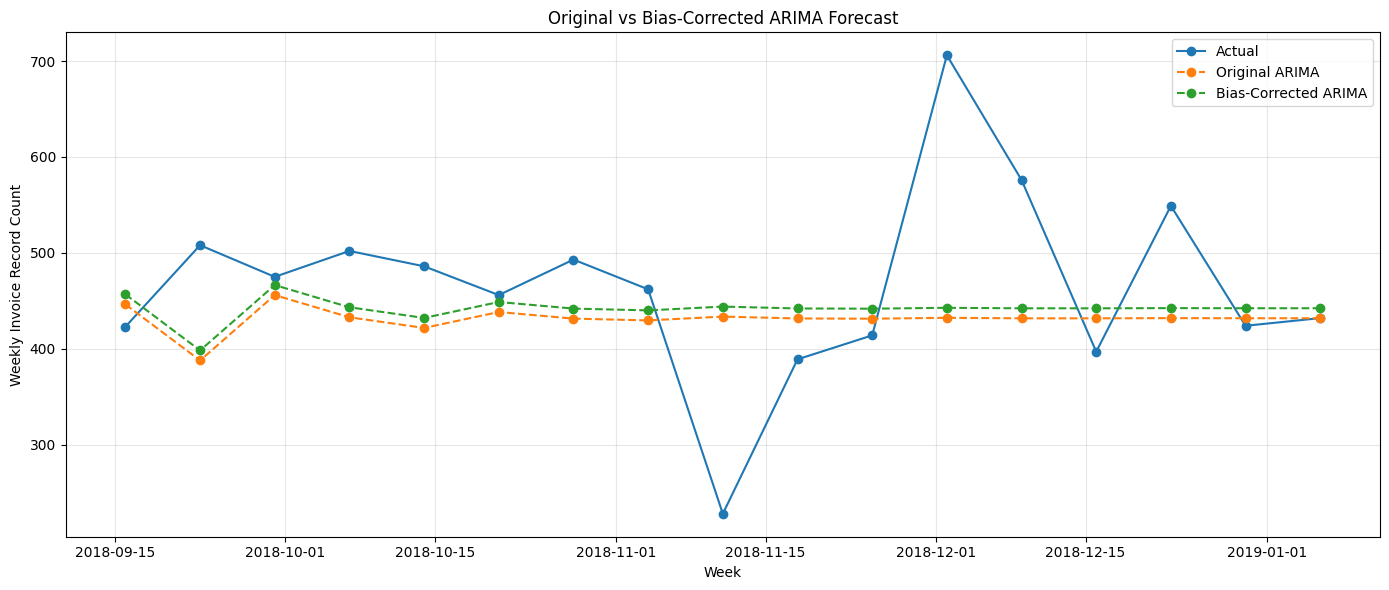 Original vs Bias-Corrected ARIMA Forecast
Actual
Original ARIMA
Bias-Corrected ARIMA
Weekly Invoice Record Count
700
600
500
400
300
2018-09-15
2018-10-01
2018-10-15
2018-11-01
2018-11-15
2018-12-01
2018-12-15
2019-01-01
Week